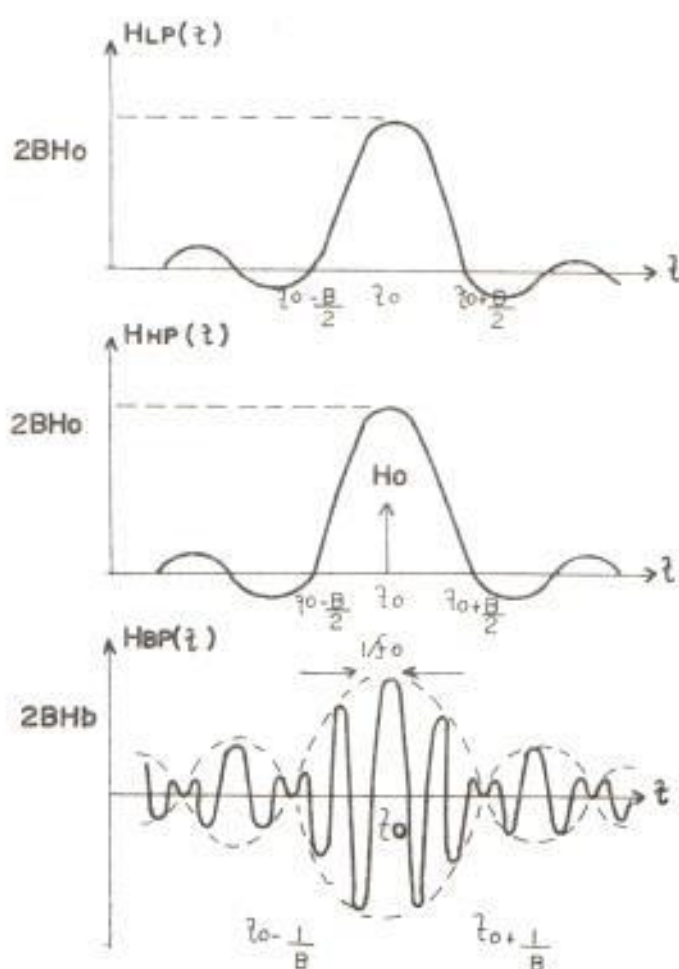 HLP(t)
2BHo
t
to-B/2 to to+B/2
HHP(t)
2BHo
Ho
t
to-B/2 to to+B/2
HBP(t)
1/fo
2BHb
t
to
to-1/B to+1/B